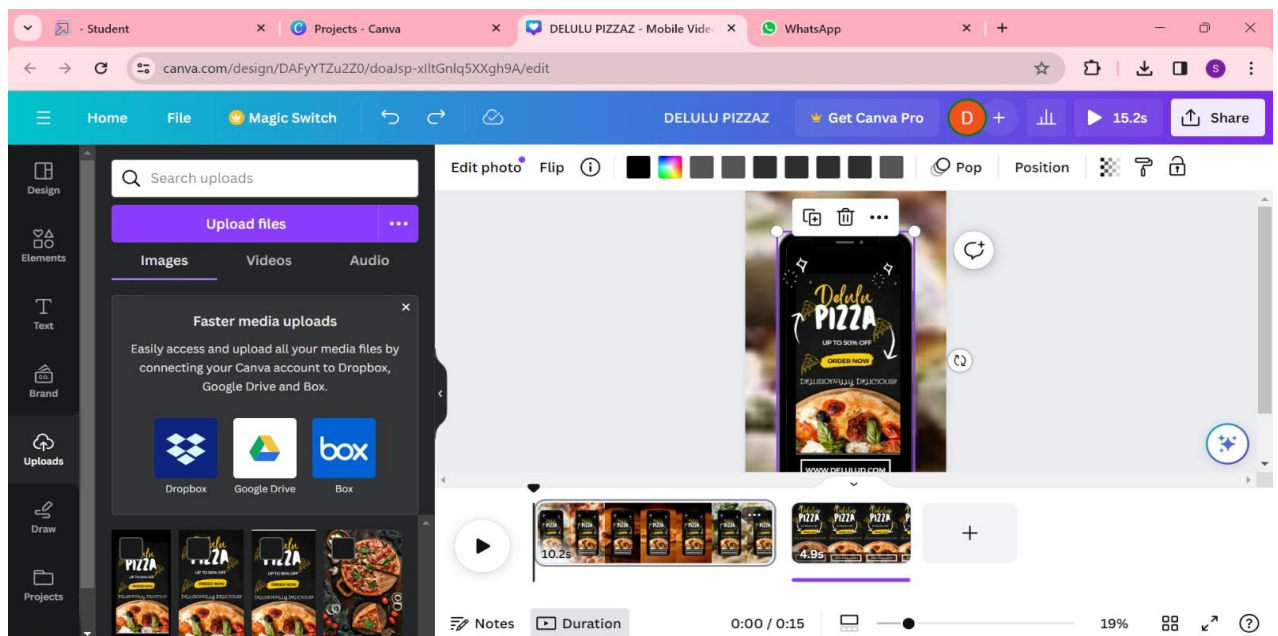 - Student
Projects - Canva
DELULU PIZZAZ - Mobile Vide
WhatsApp
canva.com/design/DAFyYTZu2Z0/doaJsp-xlltGnlq5XXgh9A/edit
S
Home
File
Magic Switch
DELULU PIZZAZ
Get Canva Pro
D
15.2s
Share
Design
Elements
Text
CO.
Brand
Uploads
Draw
Projects
Search uploads
Upload files
Images
Videos
Audio
Faster media uploads
Easily access and upload all your media files by
connecting your Canva account to Dropbox,
Google Drive and Box.
box
Dropbox
Google Drive
Box
Edit photo
Flip
Pop
Position
Delulu
PIZZA
UP TO 50% OFF
ORDER NOW
DELUSIONALLY DELICIOUS
WWW.DELULUD.COM
10.2s
4.9s
Notes
Duration
0:00 / 0:15
19%